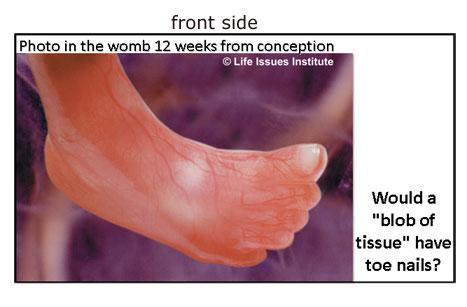 front side
Photo in the womb 12 weeks from conception
© Life Issues Institute
Would a
"blob of
tissue" have
toe nails?